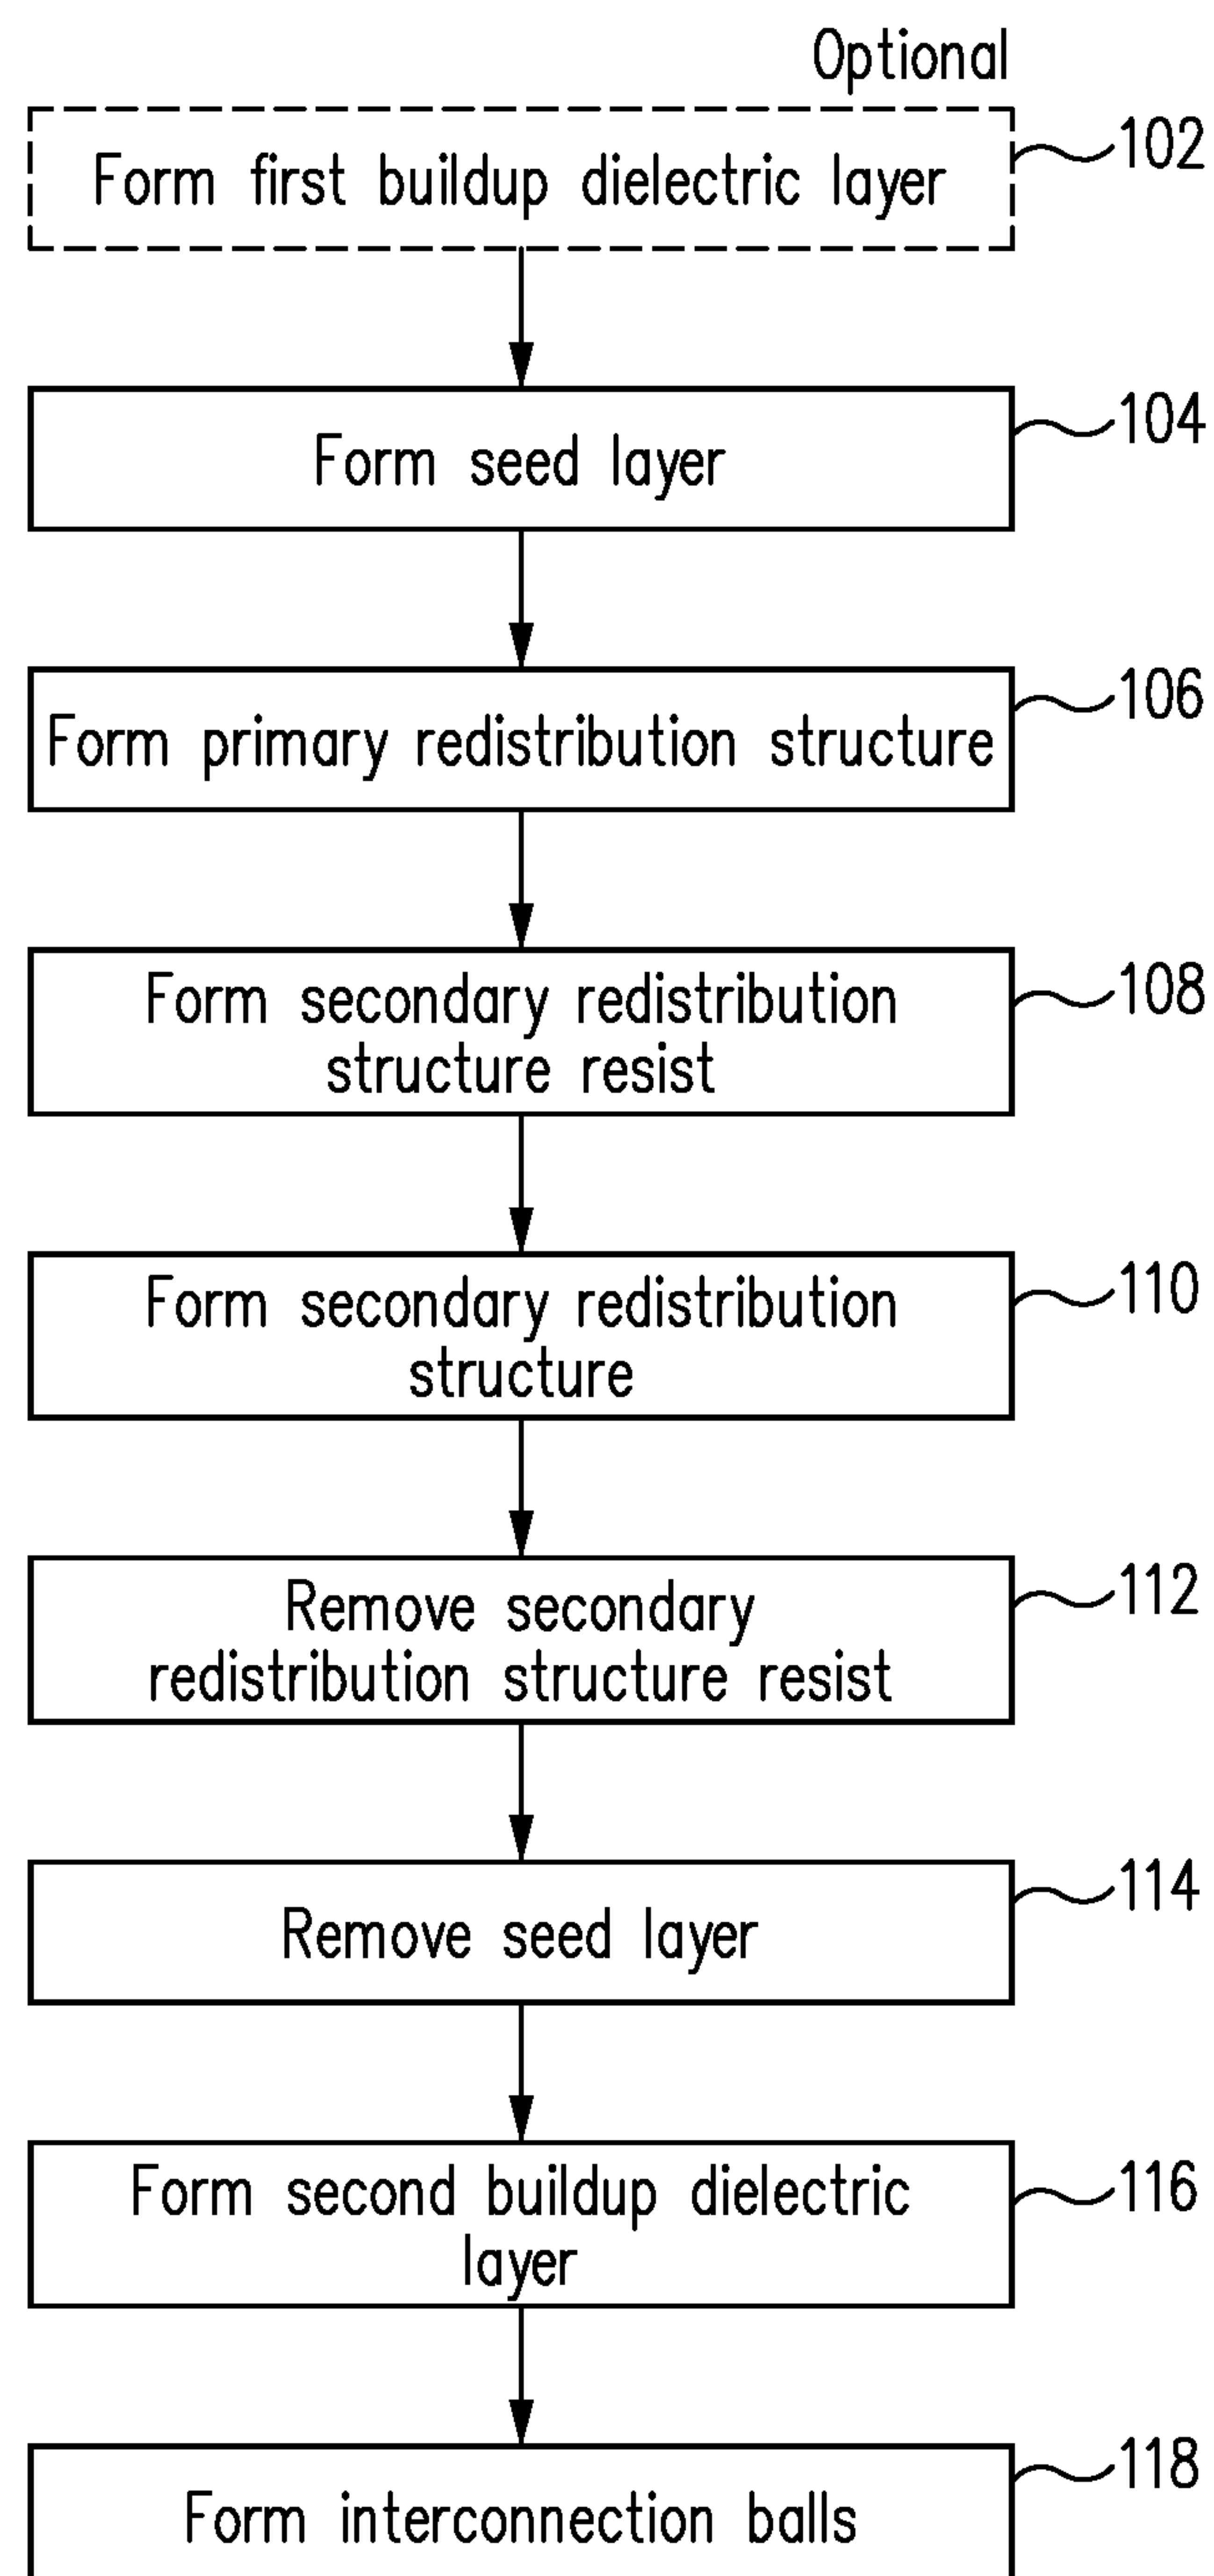 Optional
Form first buildup dielectric layer
102
Form seed layer
104
Form primary redistribution structure
106
Form secondary redistribution
structure resist
108
Form secondary redistribution
structure
110
Remove secondary
redistribution structure resist
112
Remove seed layer
114
Form second buildup dielectric
layer
116
Form interconnection balls
118